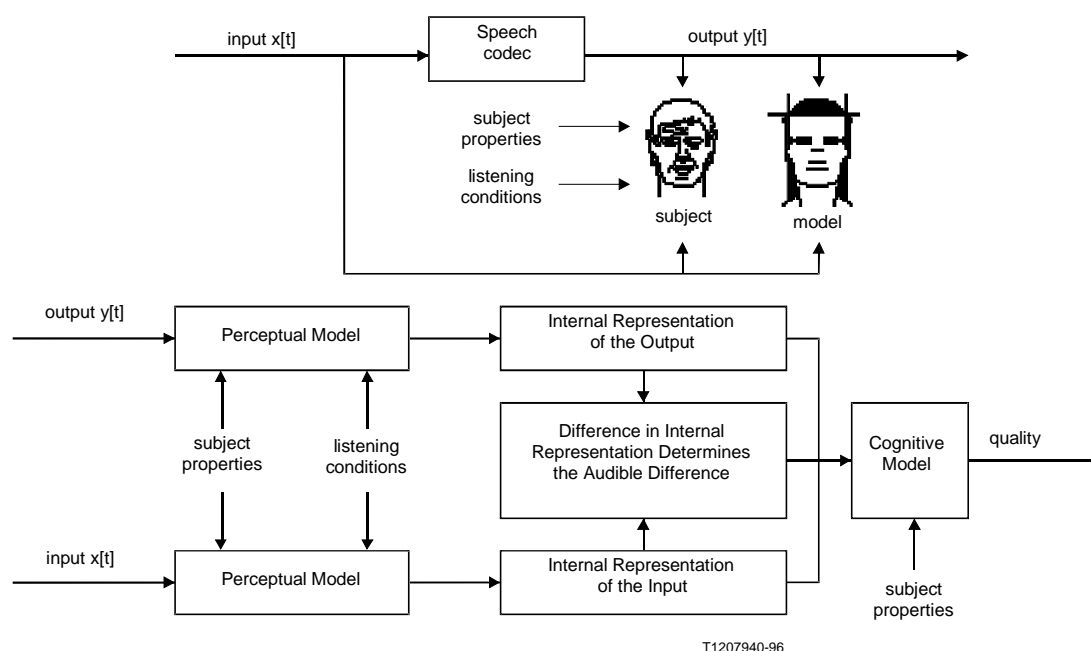 input x[t]
Speech
codec
output y[t]
subject
properties
listening
conditions
subject
model
output y[t]
Perceptual Model
Internal Representation
of the Output
subject
properties
listening
conditions
Difference in Internal
Representation Determines
the Audible Difference
Cognitive
Model
quality
input x[t]
Perceptual Model
Internal Representation
of the Input
subject
properties
T1207940-96